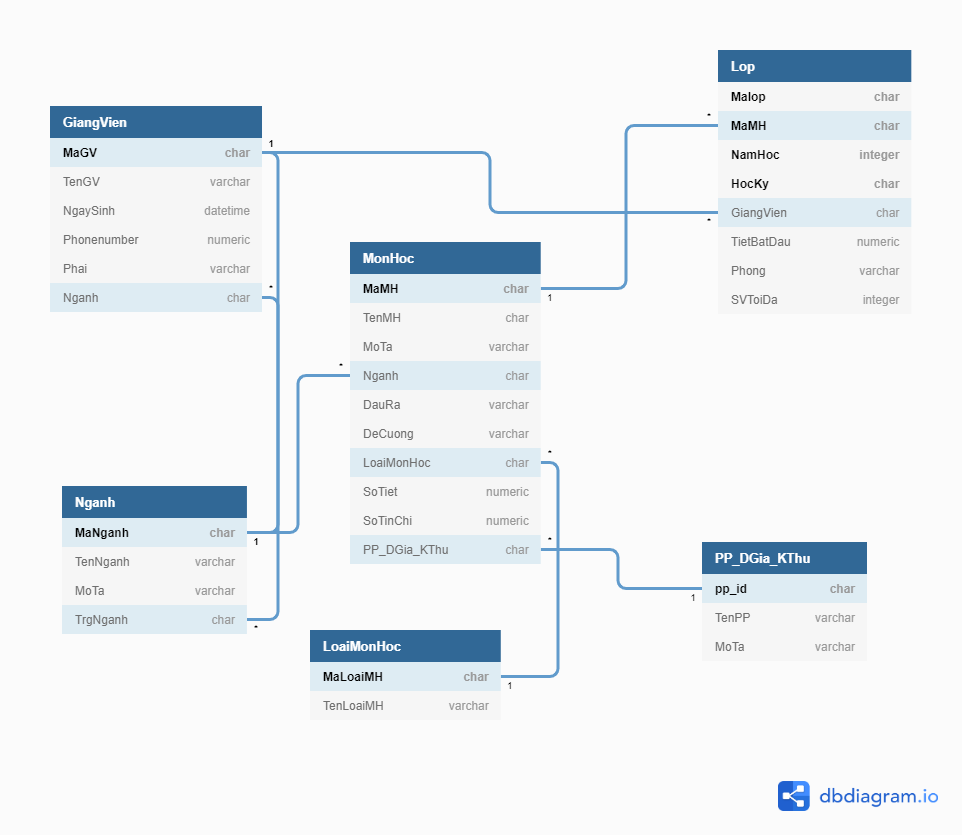 GiangVien
MaGV char
TenGV varchar
NgaySinh datetime
Phonenumber numeric
Phai varchar
Nganh char
1
*
Lop
Malop char
MaMH char
NamHoc integer
HocKy char
GiangVien char
TietBatDau numeric
Phong varchar
SVToiDa integer
*
*
MonHoc
MaMH char
TenMH char
MoTa varchar
Nganh char
DauRa varchar
DeCuong varchar
LoaiMonHoc char
SoTiet numeric
SoTinChi numeric
PP_DGia_KThu char
1
*
*
*
Nganh
MaNganh char
TenNganh varchar
MoTa varchar
TrgNganh char
1
*
PP_DGia_KThu
pp_id char
TenPP varchar
MoTa varchar
1
LoaiMonHoc
MaLoaiMH char
TenLoaiMH varchar
1
dbdiagram.io